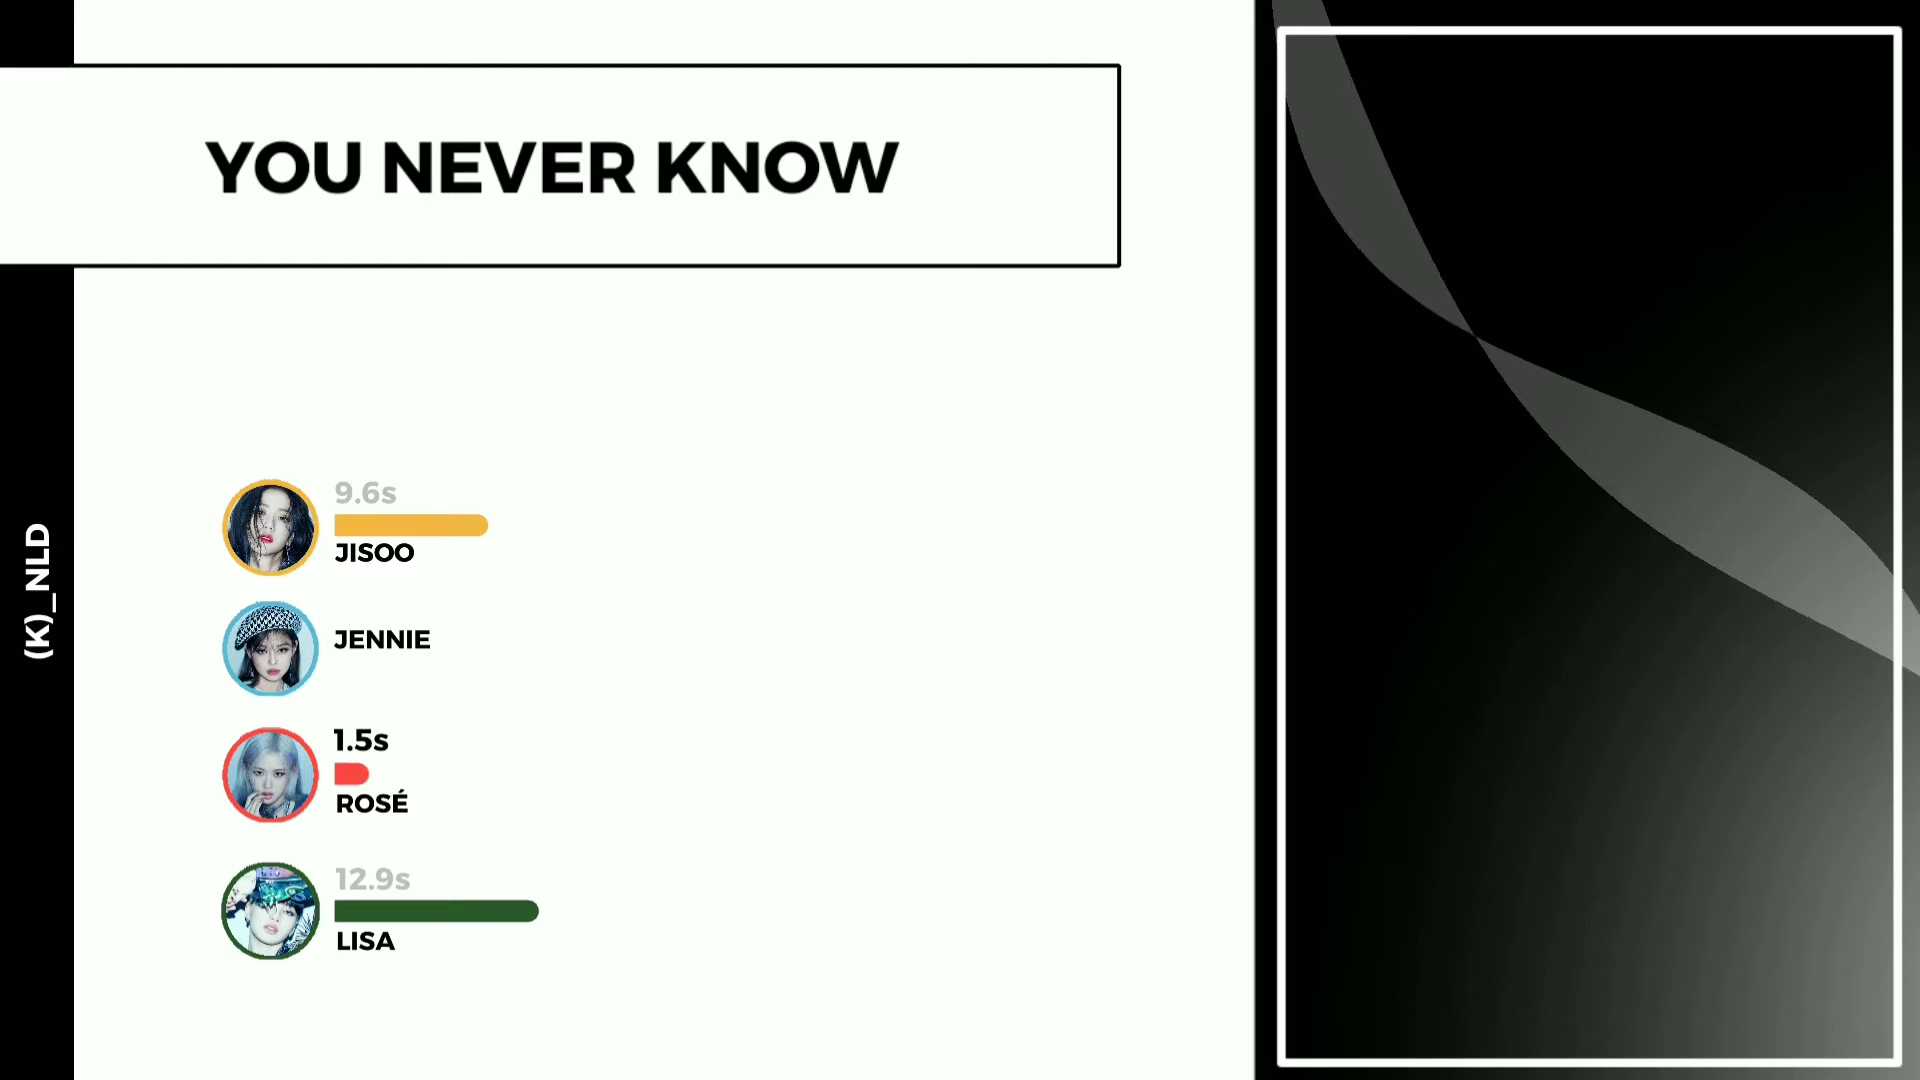 YOU NEVER KNOW
(K)_NLD
9.6s
JISOO
JENNIE
1.5s
ROSÉ
12.9s
LISA